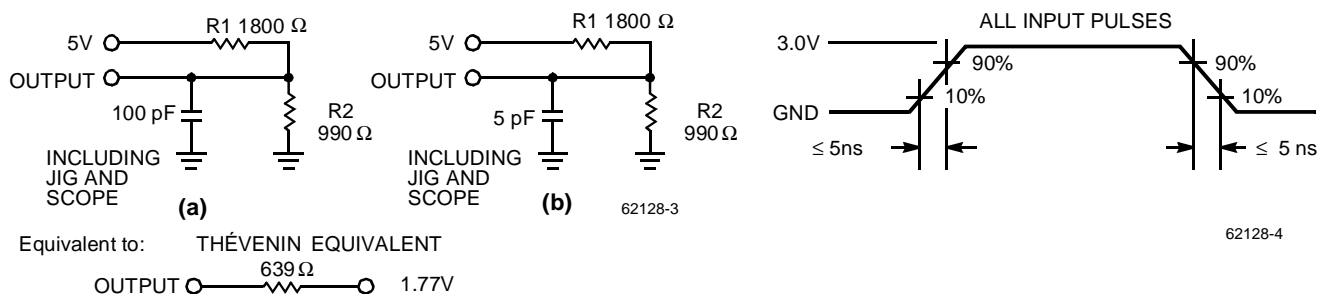 R1 1800 Ω
5V
OUTPUT
100 pF
R2
990 Ω
INCLUDING
JIG AND
SCOPE
(a)
R1 1800 Ω
5V
OUTPUT
5 pF
R2
990 Ω
INCLUDING
JIG AND
SCOPE
(b)
62128-3
ALL INPUT PULSES
3.0V
90%
10%
GND
90%
10%
≤ 5ns
≤ 5 ns
62128-4
Equivalent to: THÉVENIN EQUIVALENT
639 Ω
OUTPUT
1.77V